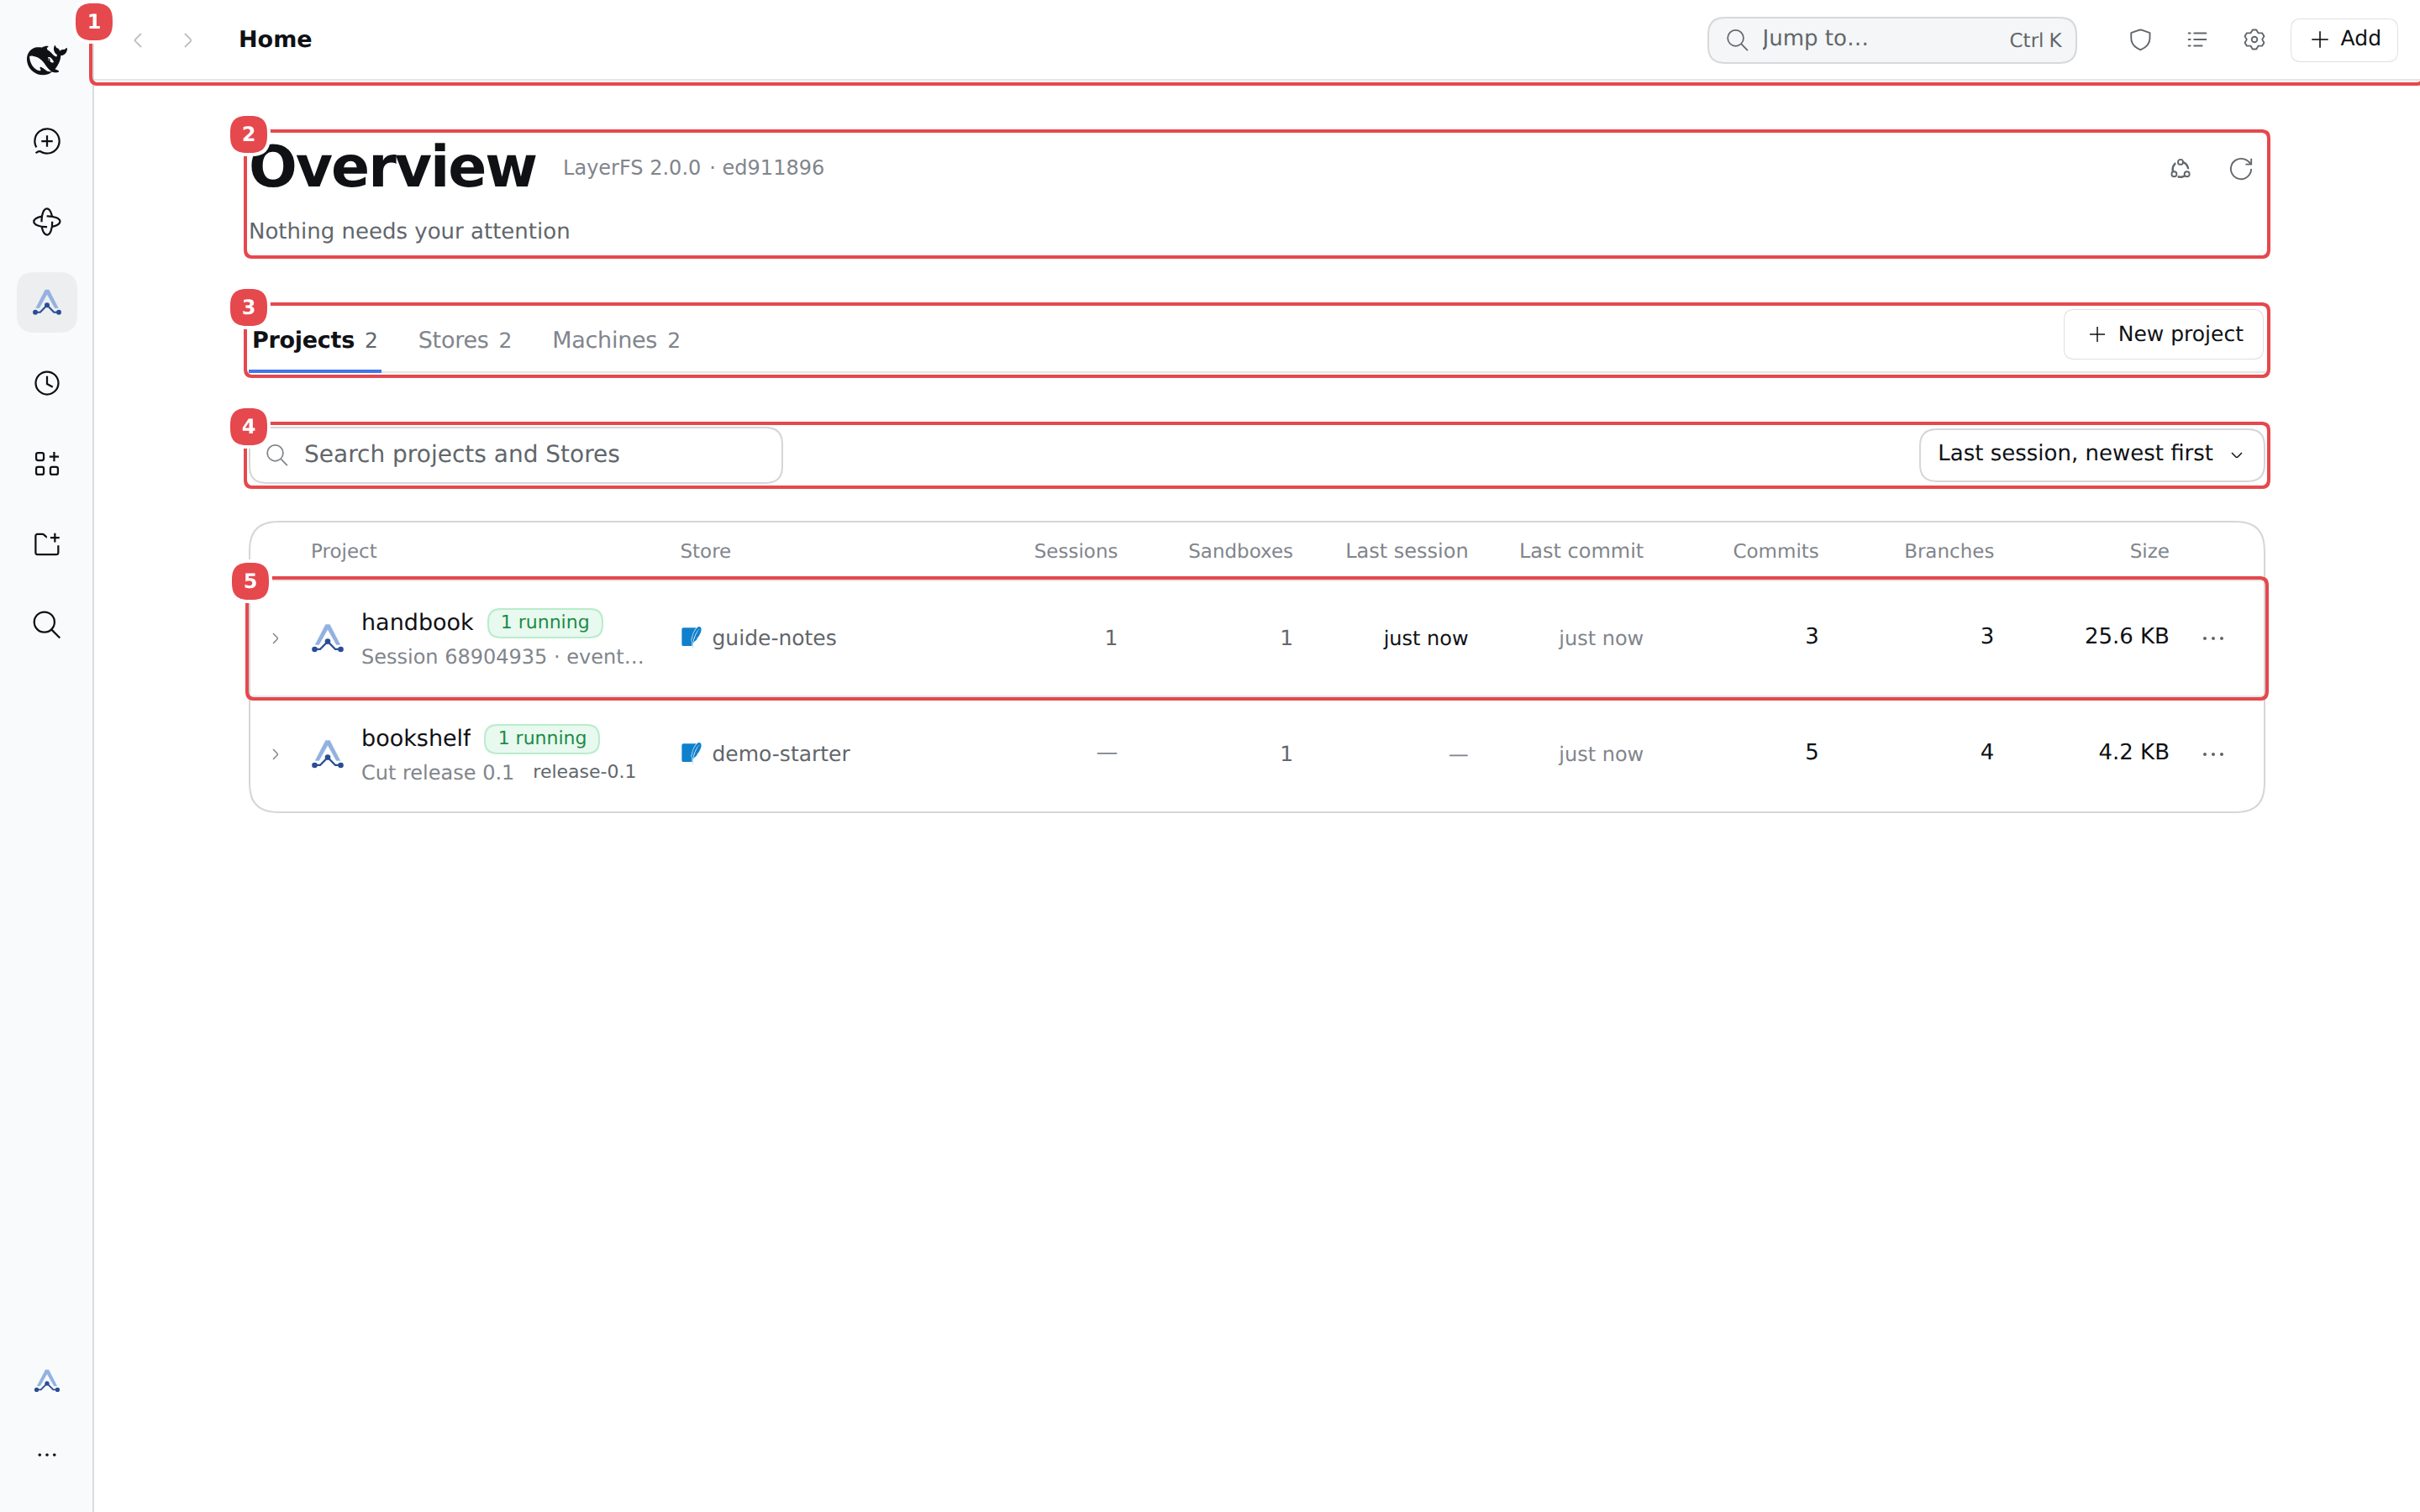 1
Home
Jump to...
Ctrl K
Add
2
Overview
LayerFS 2.0.0 · ed911896
Nothing needs your attention
3
Projects 2
Stores 2
Machines 2
New project
4
Search projects and Stores
Last session, newest first
Project
Store
Sessions
Sandboxes
Last session
Last commit
Commits
Branches
Size
5
handbook
1 running
Session 68904935 · event...
guide-notes
1
1
just now
just now
3
3
25.6 KB
bookshelf
1 running
Cut release 0.1
release-0.1
demo-starter
—
1
—
just now
5
4
4.2 KB